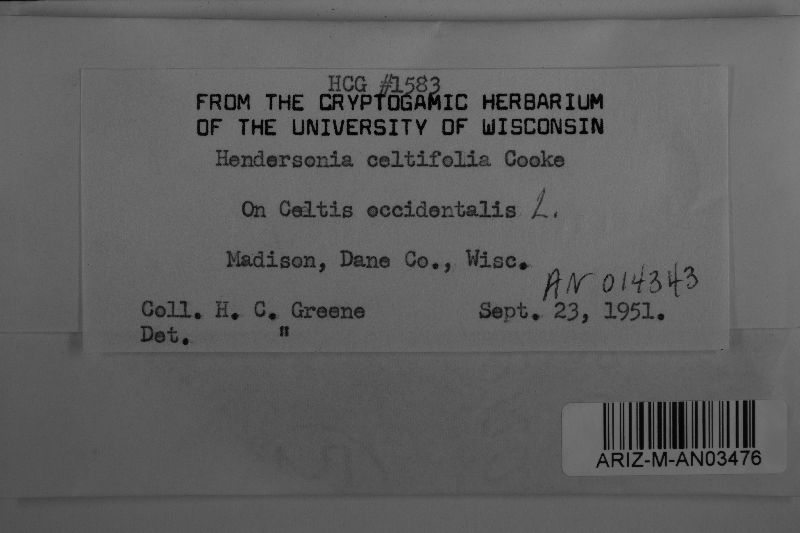 HCG #1583
FROM THE CRYPTOGAMIC HERBARIUM
OF THE UNIVERSITY OF WISCONSIN
Hendersonia celtifolia Cooke
On Celtis occidentalis L.
Madison, Dane Co., Wisc.
AN 014343
Coll. H. C. Greene Sept. 23, 1951.
Det. "
ARIZ-M-AN03476